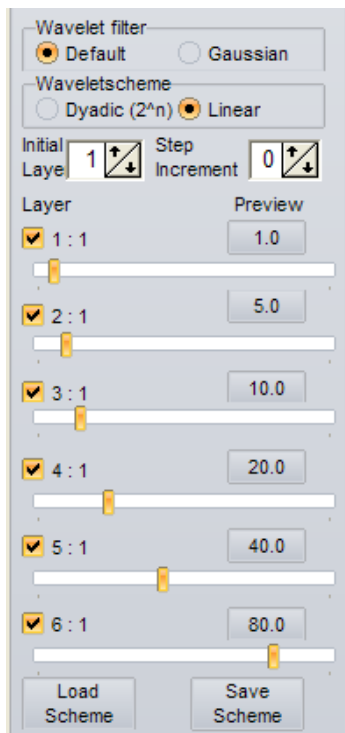 Wavelet filter
Default Gaussian
Waveletscheme
Dyadic (2^n) Linear
Initial Step
Laye 1 Increment 0
Layer Preview
1 : 1 1.0
2 : 1 5.0
3 : 1 10.0
4 : 1 20.0
5 : 1 40.0
6 : 1 80.0
Load Save
Scheme Scheme